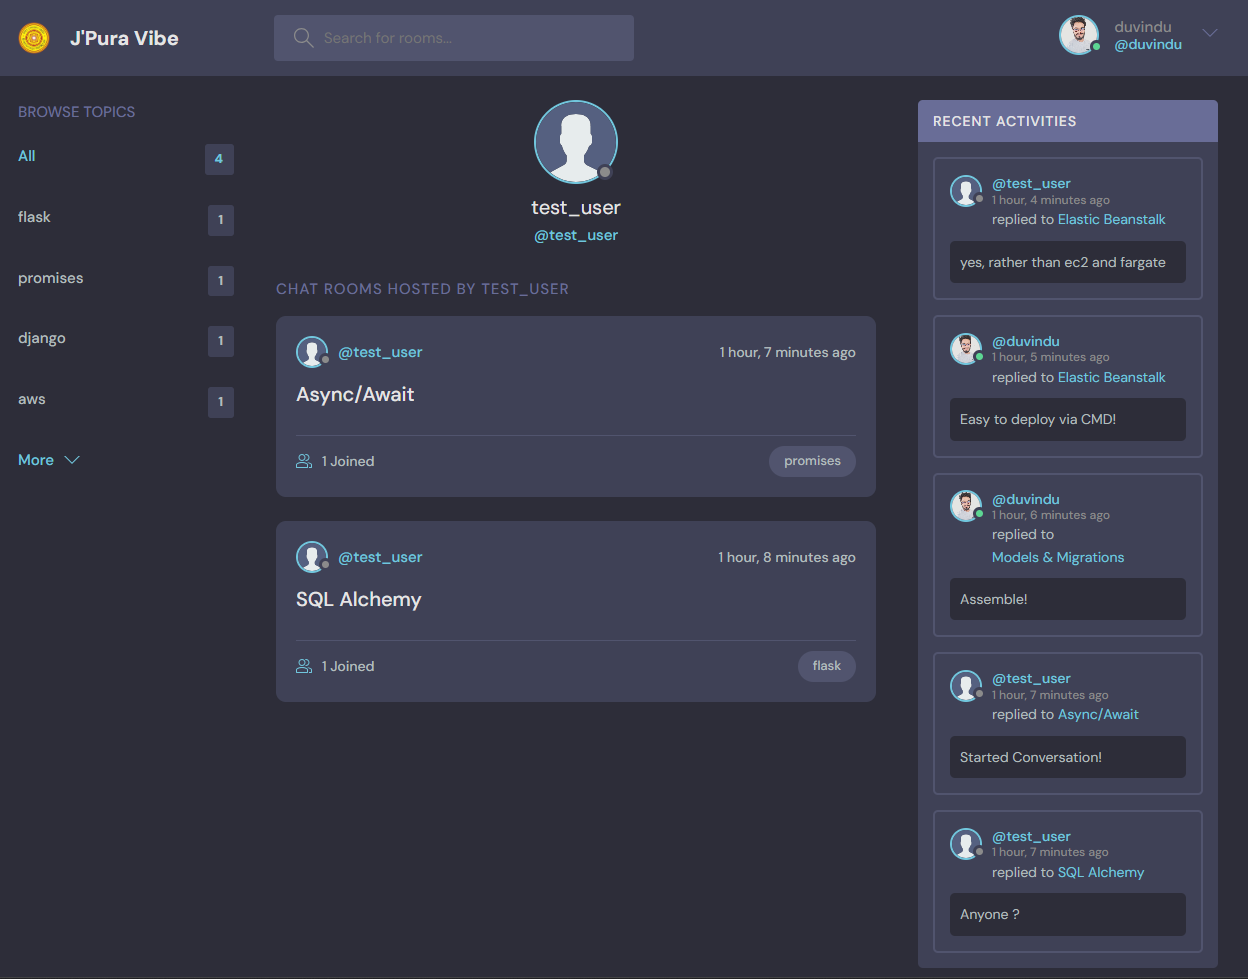 J'Pura Vibe
Search for rooms...
duvindu
@duvindu
BROWSE TOPICS
All 4
flask 1
promises 1
django 1
aws 1
More
test_user
@test_user
CHAT ROOMS HOSTED BY TEST_USER
@test_user 1 hour, 7 minutes ago
Async/Await
1 Joined promises
@test_user 1 hour, 8 minutes ago
SQL Alchemy
1 Joined flask
RECENT ACTIVITIES
@test_user
1 hour, 4 minutes ago
replied to Elastic Beanstalk
yes, rather than ec2 and fargate
@duvindu
1 hour, 5 minutes ago
replied to Elastic Beanstalk
Easy to deploy via CMD!
@duvindu
1 hour, 6 minutes ago
replied to
Models & Migrations
Assemble!
@test_user
1 hour, 7 minutes ago
replied to Async/Await
Started Conversation!
@test_user
1 hour, 7 minutes ago
replied to SQL Alchemy
Anyone ?